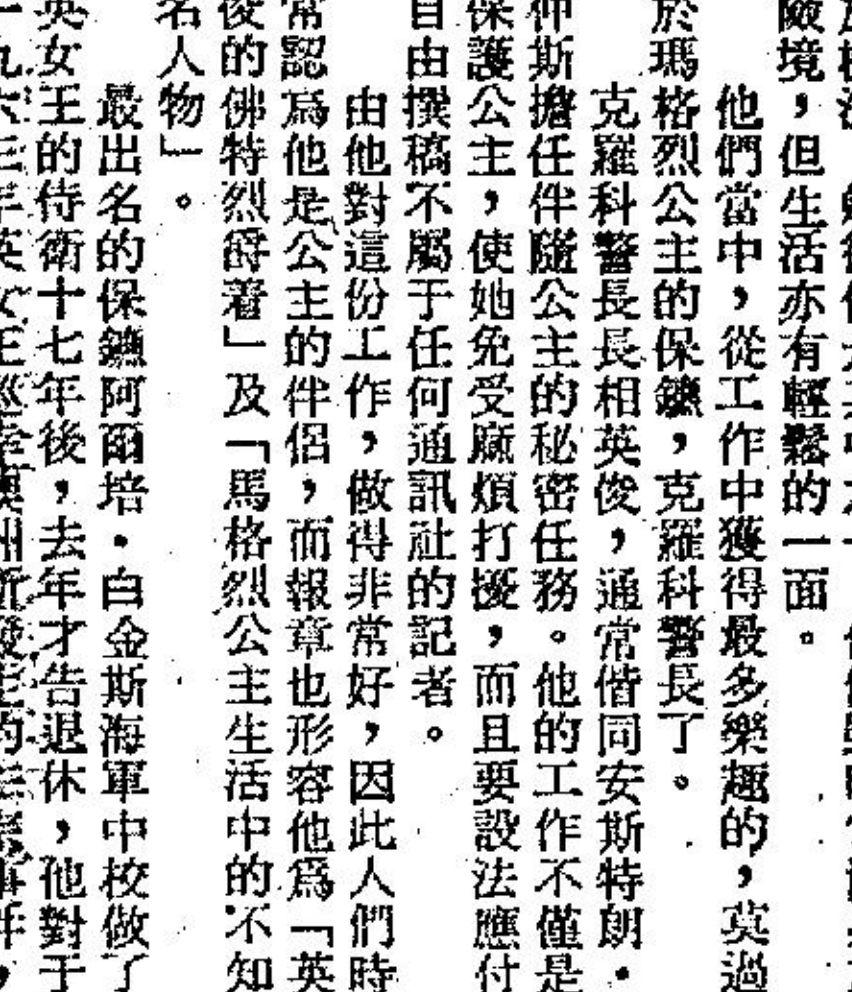 險境，但生活亦有輕鬆的一面。
他們當中，從工作中獲得最多樂趣的，莫過
於瑪格烈公主的保鑣，克羅科警長了。
克羅科警長長相英俊，通常偕同安斯特朗·
仲斯擔任伴隨公主的秘密任務。他的工作不僅是
保護公主，使她免受麻煩打擾，而且要設法應付
自由撰稿不屬于任何通訊社的記者。
由他對這份工作，做得非常好，因此人們時
常認爲他是公主的伴侶，而報章也形容他爲「英
俊的佛特烈爵着」及「馬格烈公主生活中的不知
名人物」。
最出名的保鑣阿爾培·白金斯海軍中校做了
英女王的侍衛十七年後，去年才告退休，他對于